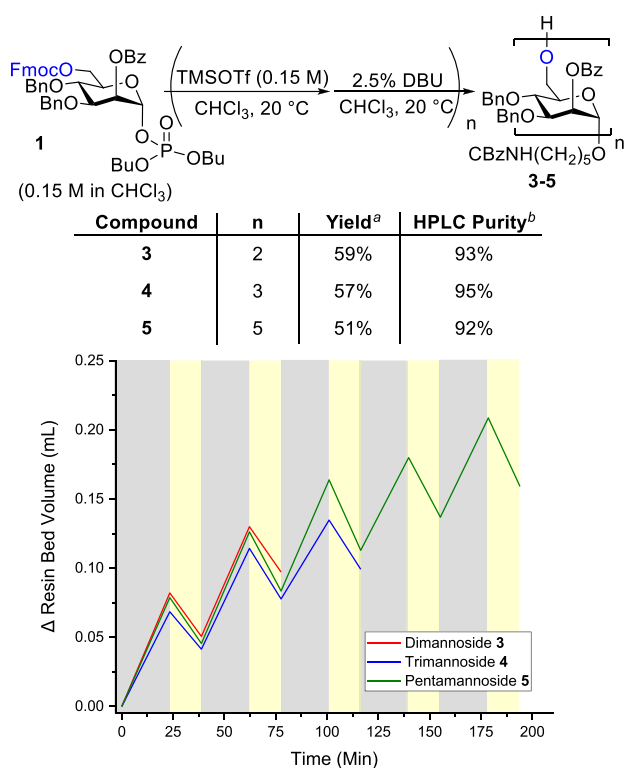 H
O
OBz
FmocO
BnO
BnO
O
O
O
P
BuO
OBu
1
(0.15 M in CHCl3)
TMSOTf (0.15 M)
CHCl3, 20 °C
2.5% DBU
CHCl3, 20 °C
n
OBz
BnO
BnO
O
n
CBzNH(CH2)5O
3-5
Compound n Yield^a HPLC Purity^b
3 2 59% 93%
4 3 57% 95%
5 5 51% 92%
0.25
0.20
0.15
0.10
0.05
0.00
Δ Resin Bed Volume (mL)
Dimannoside 3
Trimannoside 4
Pentamannoside 5
0 25 50 75 100 125 150 175 200
Time (Min)